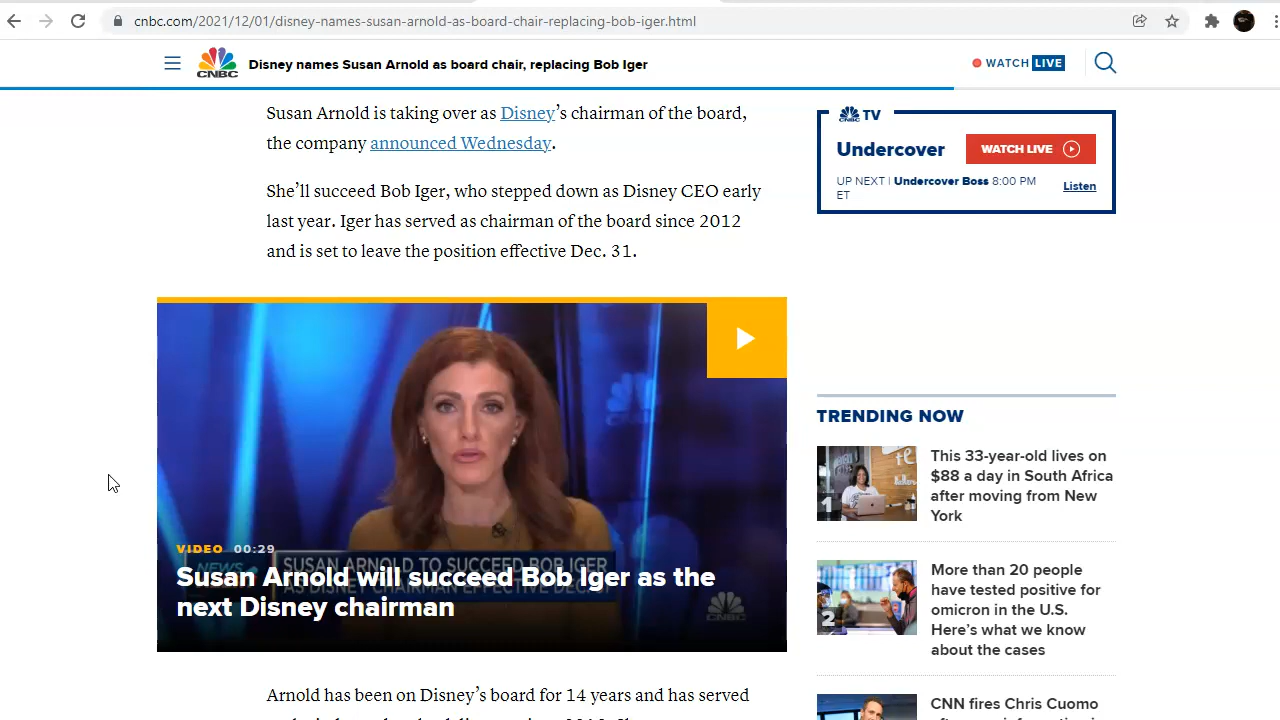 cnbc.com/2021/12/01/disney-names-susan-arnold-as-board-chair-replacing-bob-iger.html
CNBC
Disney names Susan Arnold as board chair, replacing Bob Iger
WATCH LIVE
Susan Arnold is taking over as Disney’s chairman of the board,
the company announced Wednesday.
She’ll succeed Bob Iger, who stepped down as Disney CEO early
last year. Iger has served as chairman of the board since 2012
and is set to leave the position effective Dec. 31.
VIDEO 00:29
NEWS
SUSAN ARNOLD TO SUCCEED BOB IGER
AS DISNEY CHAIRMAN EFFECTIVE DEC
Susan Arnold will succeed Bob Iger as the
next Disney chairman
CNBC
Arnold has been on Disney’s board for 14 years and has served
CNBC TV
Undercover
WATCH LIVE
UP NEXT | Undercover Boss 8:00 PM
ET
Listen
TRENDING NOW
1
This 33-year-old lives on
$88 a day in South Africa
after moving from New
York
2
More than 20 people
have tested positive for
omicron in the U.S.
Here’s what we know
about the cases
CNN fires Chris Cuomo